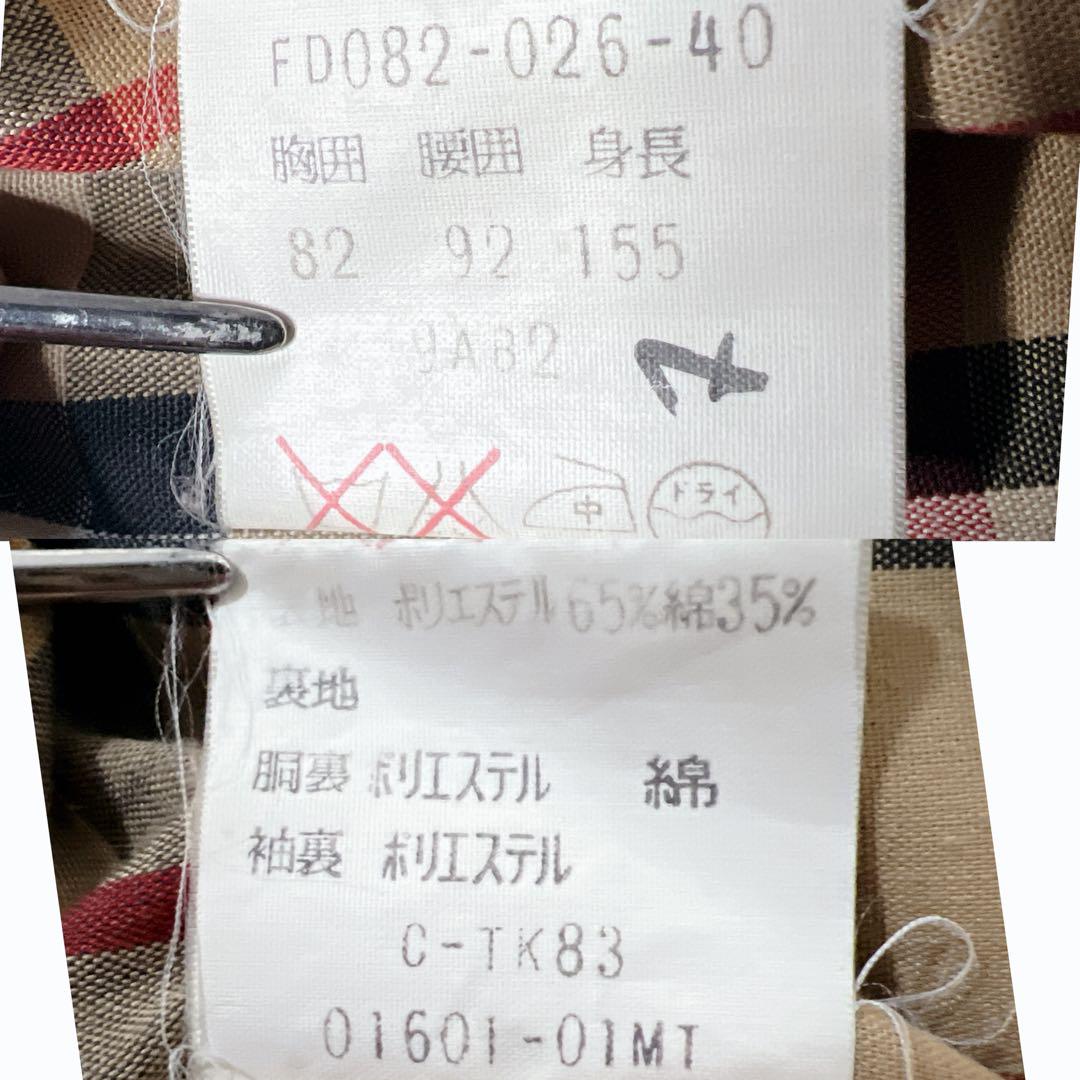 FD082-026-40
胸囲 腰囲 身長
82 92 155
9A82
中 ドライ
地 ポリエステル 65%綿35%
裏地
胴裏 ポリエステル 綿
袖裏 ポリエステル
C-TK83
01601-01MT